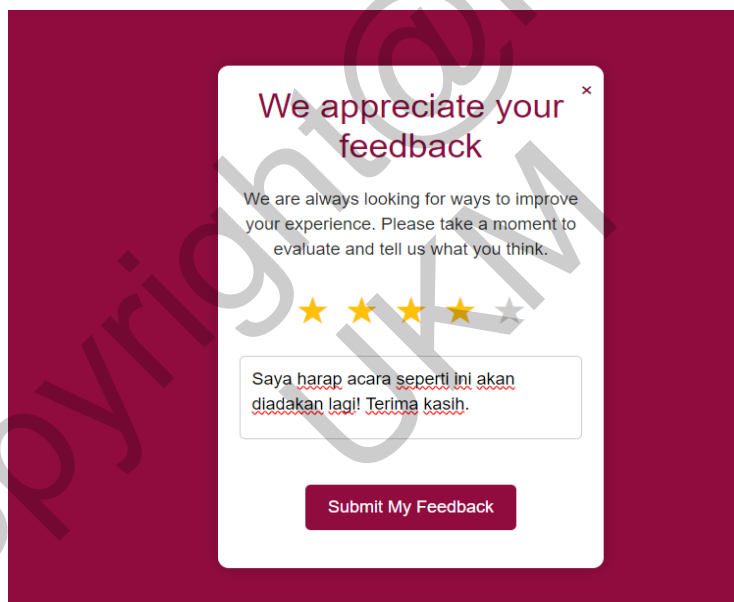 ×
We appreciate your
feedback
We are always looking for ways to improve
your experience. Please take a moment to
evaluate and tell us what you think.
Saya harap acara seperti ini akan
diadakan lagi! Terima kasih.
Submit My Feedback
pyright@
UKM